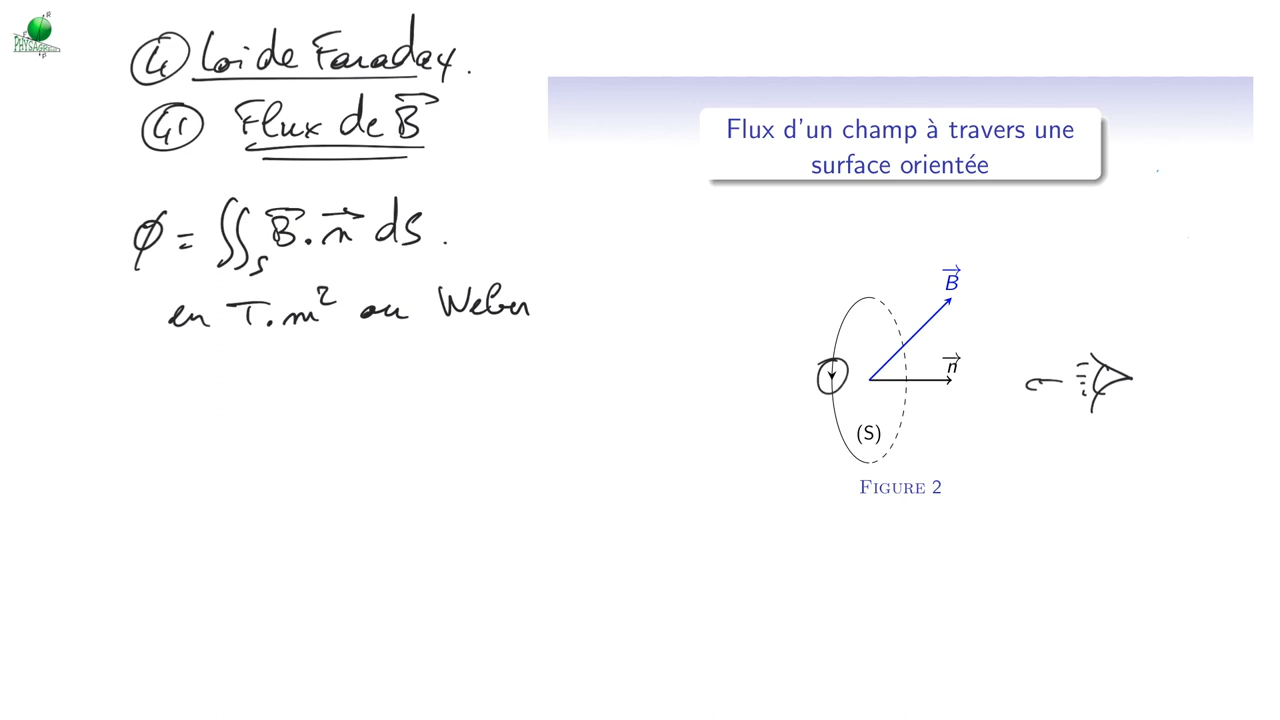 ④ Loi de Faraday.
4.1 Flux de B⃗
ϕ = ∬_S B⃗ . n⃗ dS .
en T.m² ou Weber
Flux d'un champ à travers une
surface orientée
B⃗
n⃗
(S)
FIGURE 2